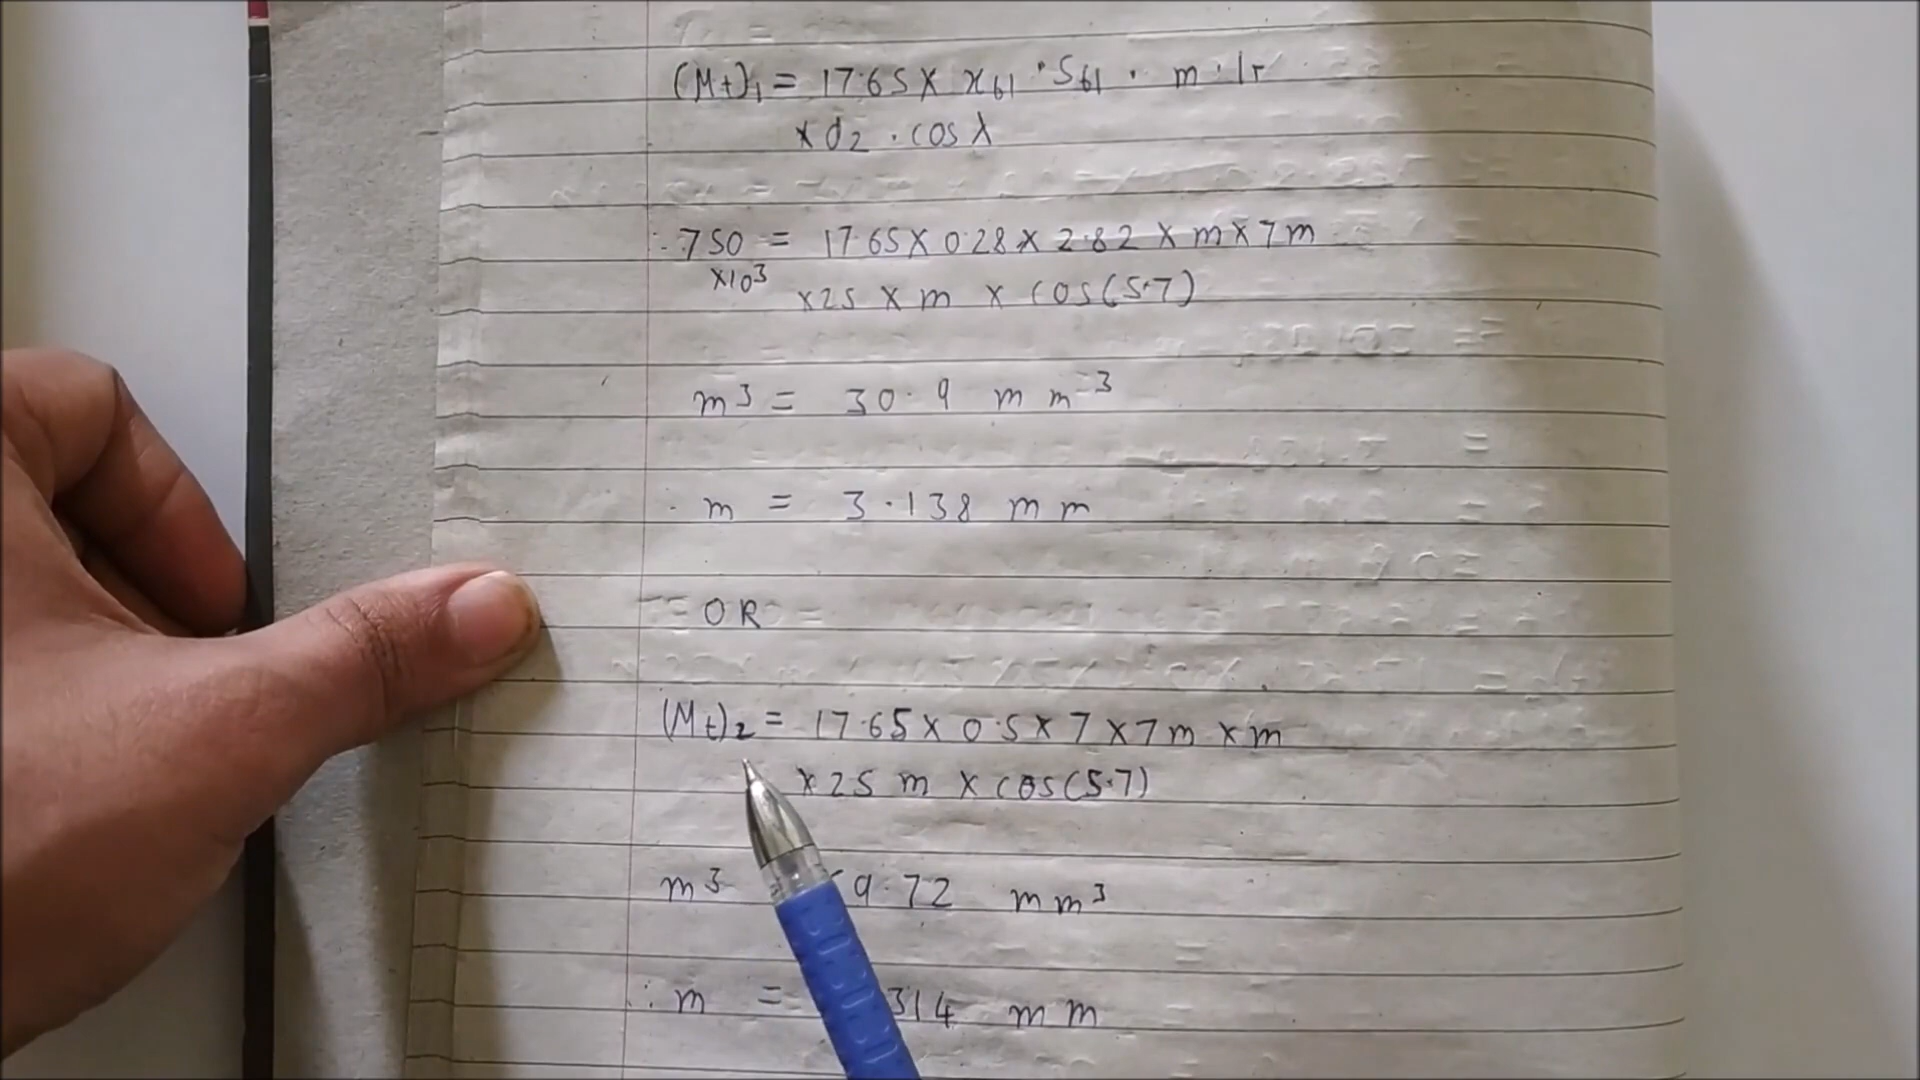 (Mt)1 = 17.65 x x61 . S61 . m . lr
x d2 . cos λ
∴ 750 = 17.65 x 0.28 x 2.82 x m x 7m
x10³ x 25 x m x cos(5.7)
m³ = 30.9 mm³
∴ m = 3.138 mm
= OR =
(Mt)2 = 17.65 x 0.5 x 7 x 7m x m
x 25 m x cos(5.7)
m³ 9.72 mm³
∴ m = 314 mm